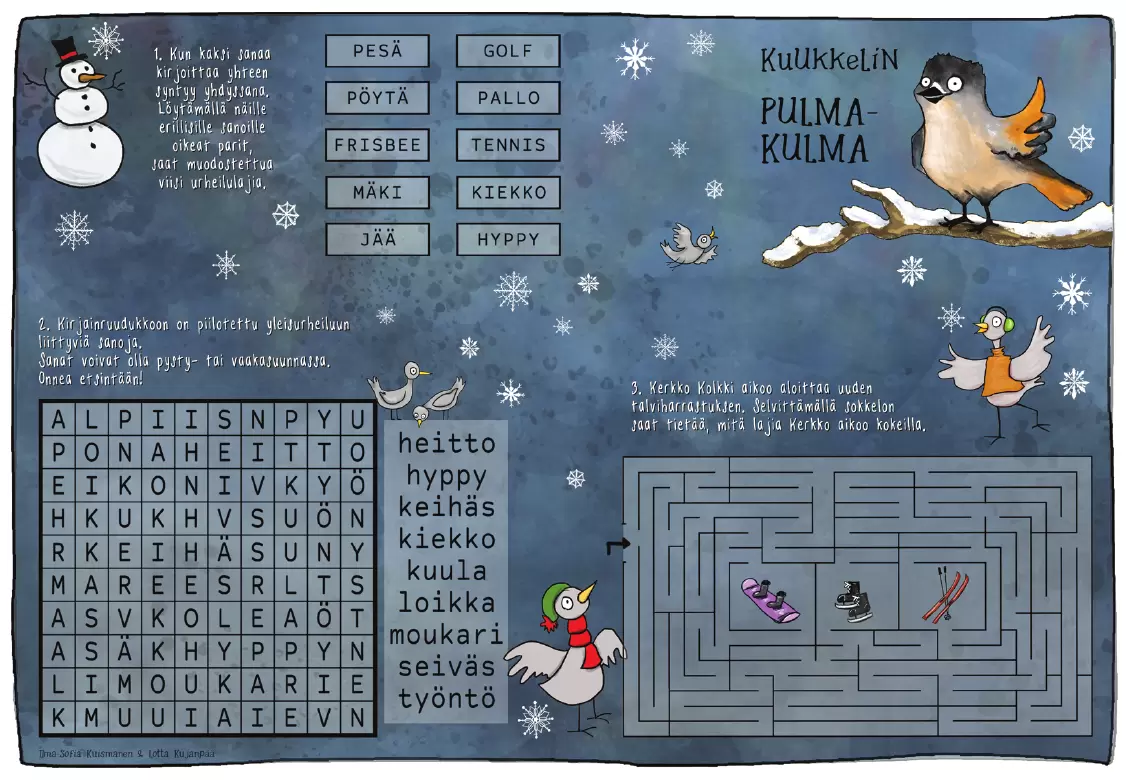 1. Kun kaksi sanaa
kirjoittaa yhteen
syntyy yhdyssana.
Löytämällä näille
erillisille sanoille
oikeat parit,
saat muodostettua
viisi urheilulajia.
PESÄ GOLF
PÖYTÄ PALLO
FRISBEE TENNIS
MÄKI KIEKKO
JÄÄ HYPPY
KUUKKELIN
PULMA-
KULMA
2. Kirjainruudukkoon on piilotettu yleisurheiluun
liittyviä sanoja.
Sanat voivat olla pysty- tai vaakasuunnassa.
Onnea etsintään!
A L P I I S N P Y U
P O N A H E I T T O
E I K O N I V K Y Ö
H K U K H V S U Ö N
R K E I H Ä S U N Y
M A R E E S R L T S
A S V K O L E A Ö T
A S Ä K H Y P P Y N
L I M O U K A R I E
K M U U I A I E V N
heitto
hyppy
keihäs
kiekko
kuula
loikka
moukari
seiväs
työntö
3. Kerkko Kolkki aikoo aloittaa uuden
talviharrastuksen. Selvittämällä sokkelon
saat tietää, mitä lajia Kerkko aikoo kokeilla.
Ilma-Sofia Kuusmanen & Lotta Kujanpää